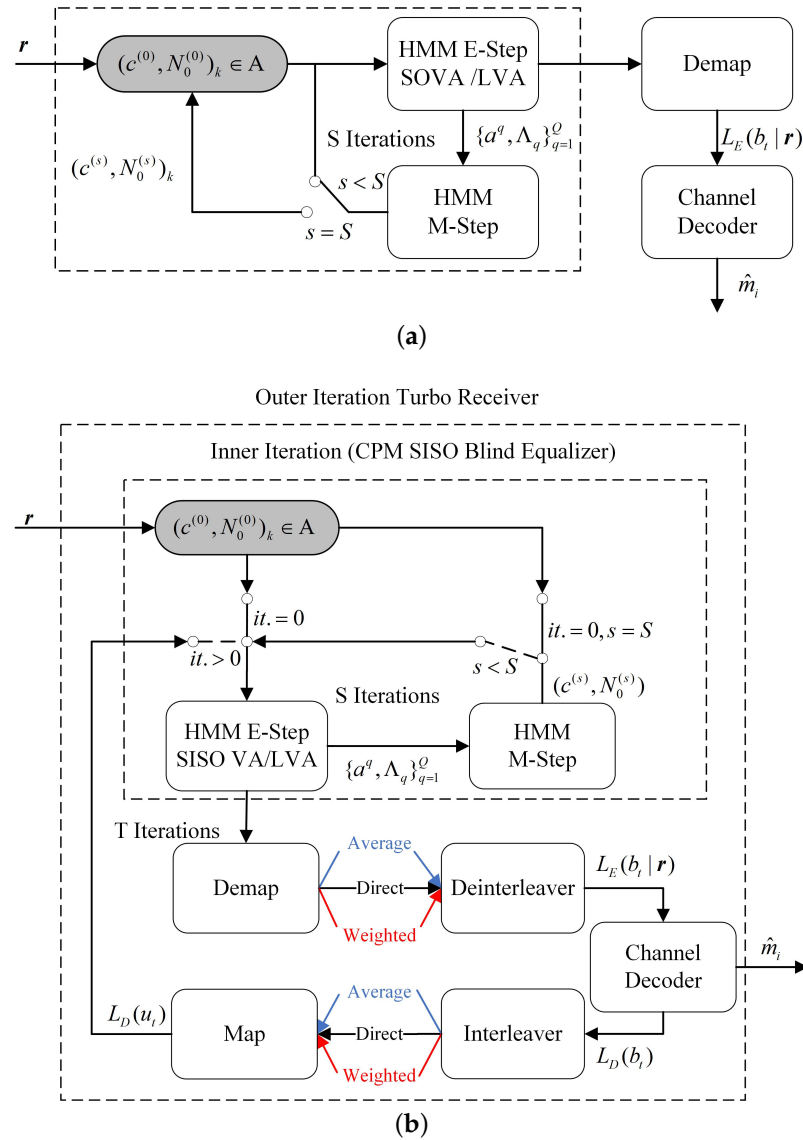 r
(c^{(0)}, N_0^{(0)})_k ∈ A
HMM E-Step
SOVA /LVA
Demap
S Iterations
{a^q, Λ_q}_{q=1}^Q
L_E(b_t | r)
(c^{(s)}, N_0^{(s)})_k
s < S
s = S
HMM
M-Step
Channel
Decoder
m̂_i
(a)
Outer Iteration Turbo Receiver
Inner Iteration (CPM SISO Blind Equalizer)
r
(c^{(0)}, N_0^{(0)})_k ∈ A
it. = 0
it. = 0, s = S
it. > 0
s < S
(c^{(s)}, N_0^{(s)})
S Iterations
HMM E-Step
SISO VA/LVA
HMM
M-Step
{a^q, Λ_q}_{q=1}^Q
T Iterations
Demap
Average
Direct
Weighted
Deinterleaver
L_E(b_t | r)
Channel
Decoder
m̂_i
L_D(u_t)
Map
Average
Direct
Weighted
Interleaver
L_D(b_t)
(b)